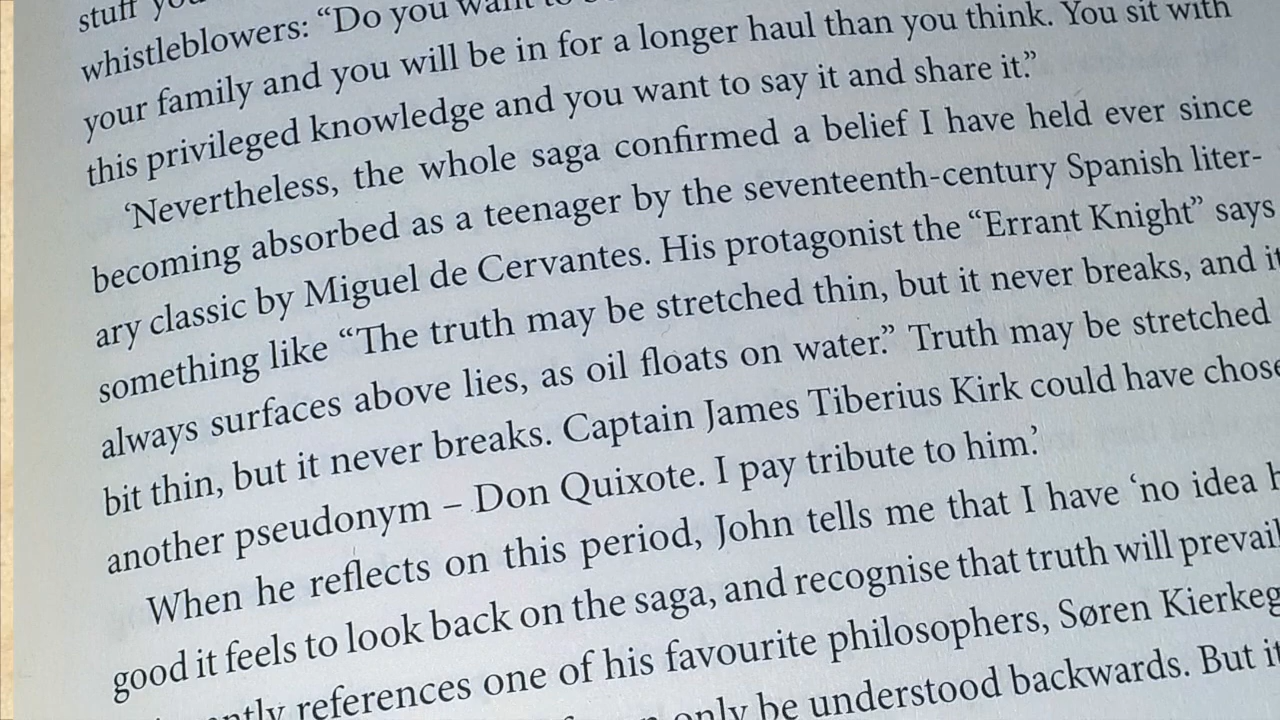 stuff
whistleblowers: “Do you want
your family and you will be in for a longer haul than you think. You sit with
this privileged knowledge and you want to say it and share it.”
‘Nevertheless, the whole saga confirmed a belief I have held ever since
becoming absorbed as a teenager by the seventeenth-century Spanish liter-
ary classic by Miguel de Cervantes. His protagonist the “Errant Knight” says
something like “The truth may be stretched thin, but it never breaks, and it
always surfaces above lies, as oil floats on water.” Truth may be stretched
bit thin, but it never breaks. Captain James Tiberius Kirk could have
another pseudonym – Don Quixote. I pay tribute to him.’
When he reflects on this period, John tells me that I have ‘no idea
good it feels to look back on the saga, and recognise that truth will prevail
references one of his favourite philosophers, Søren
only be understood backwards. But it